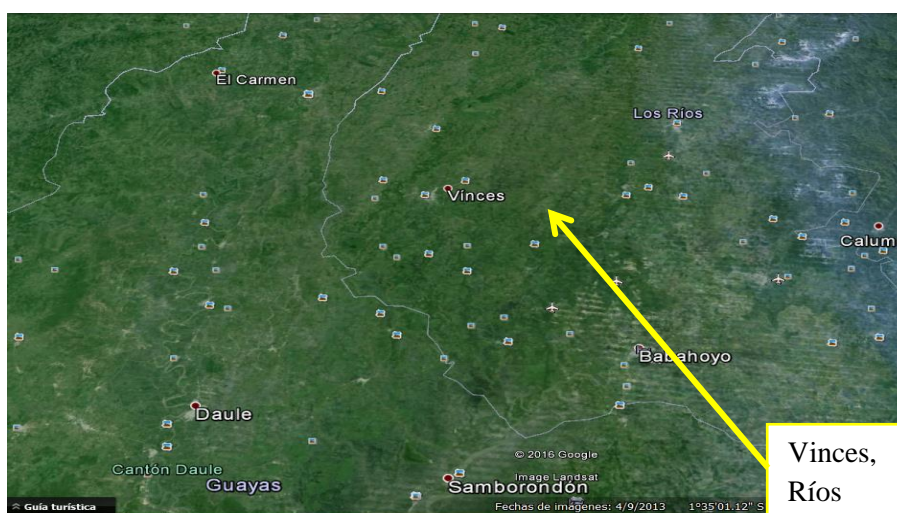 El Carmen
Los Ríos
Vinces
Calum
Babahoyo
Daule
© 2016 Google
Vinces,
Ríos
Cantón Daule
Image Landsat
Guayas
Samborondón
Guía turística
Fechas de imágenes: 4/9/2013 1°35'01.12" S